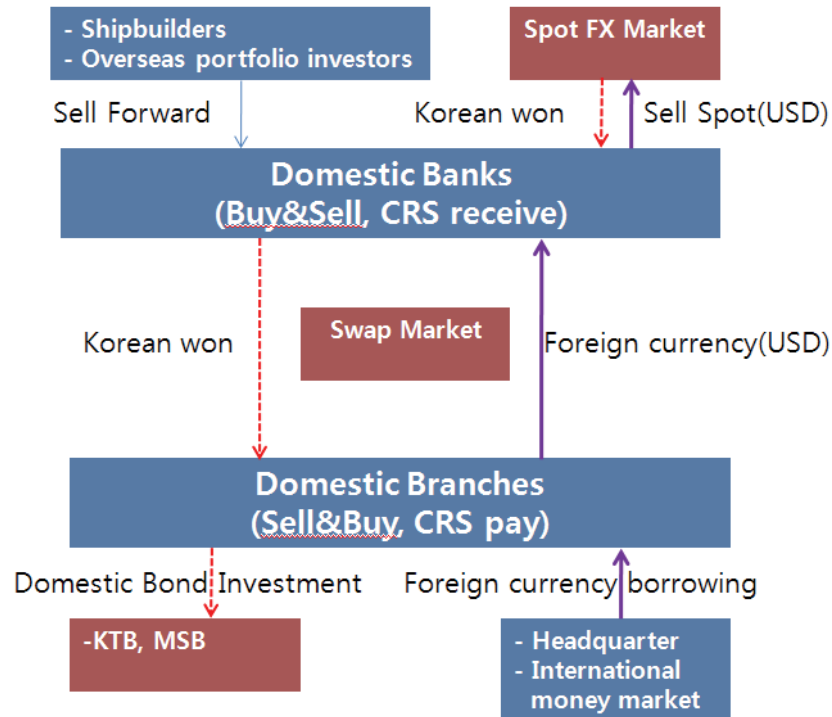 - Shipbuilders
- Overseas portfolio investors
Spot FX Market
Sell Forward
Korean won
Sell Spot(USD)
Domestic Banks
(Buy&Sell, CRS receive)
Korean won
Swap Market
Foreign currency(USD)
Domestic Branches
(Sell&Buy, CRS pay)
Domestic Bond Investment
Foreign currency borrowing
-KTB, MSB
- Headquarter
- International
money market